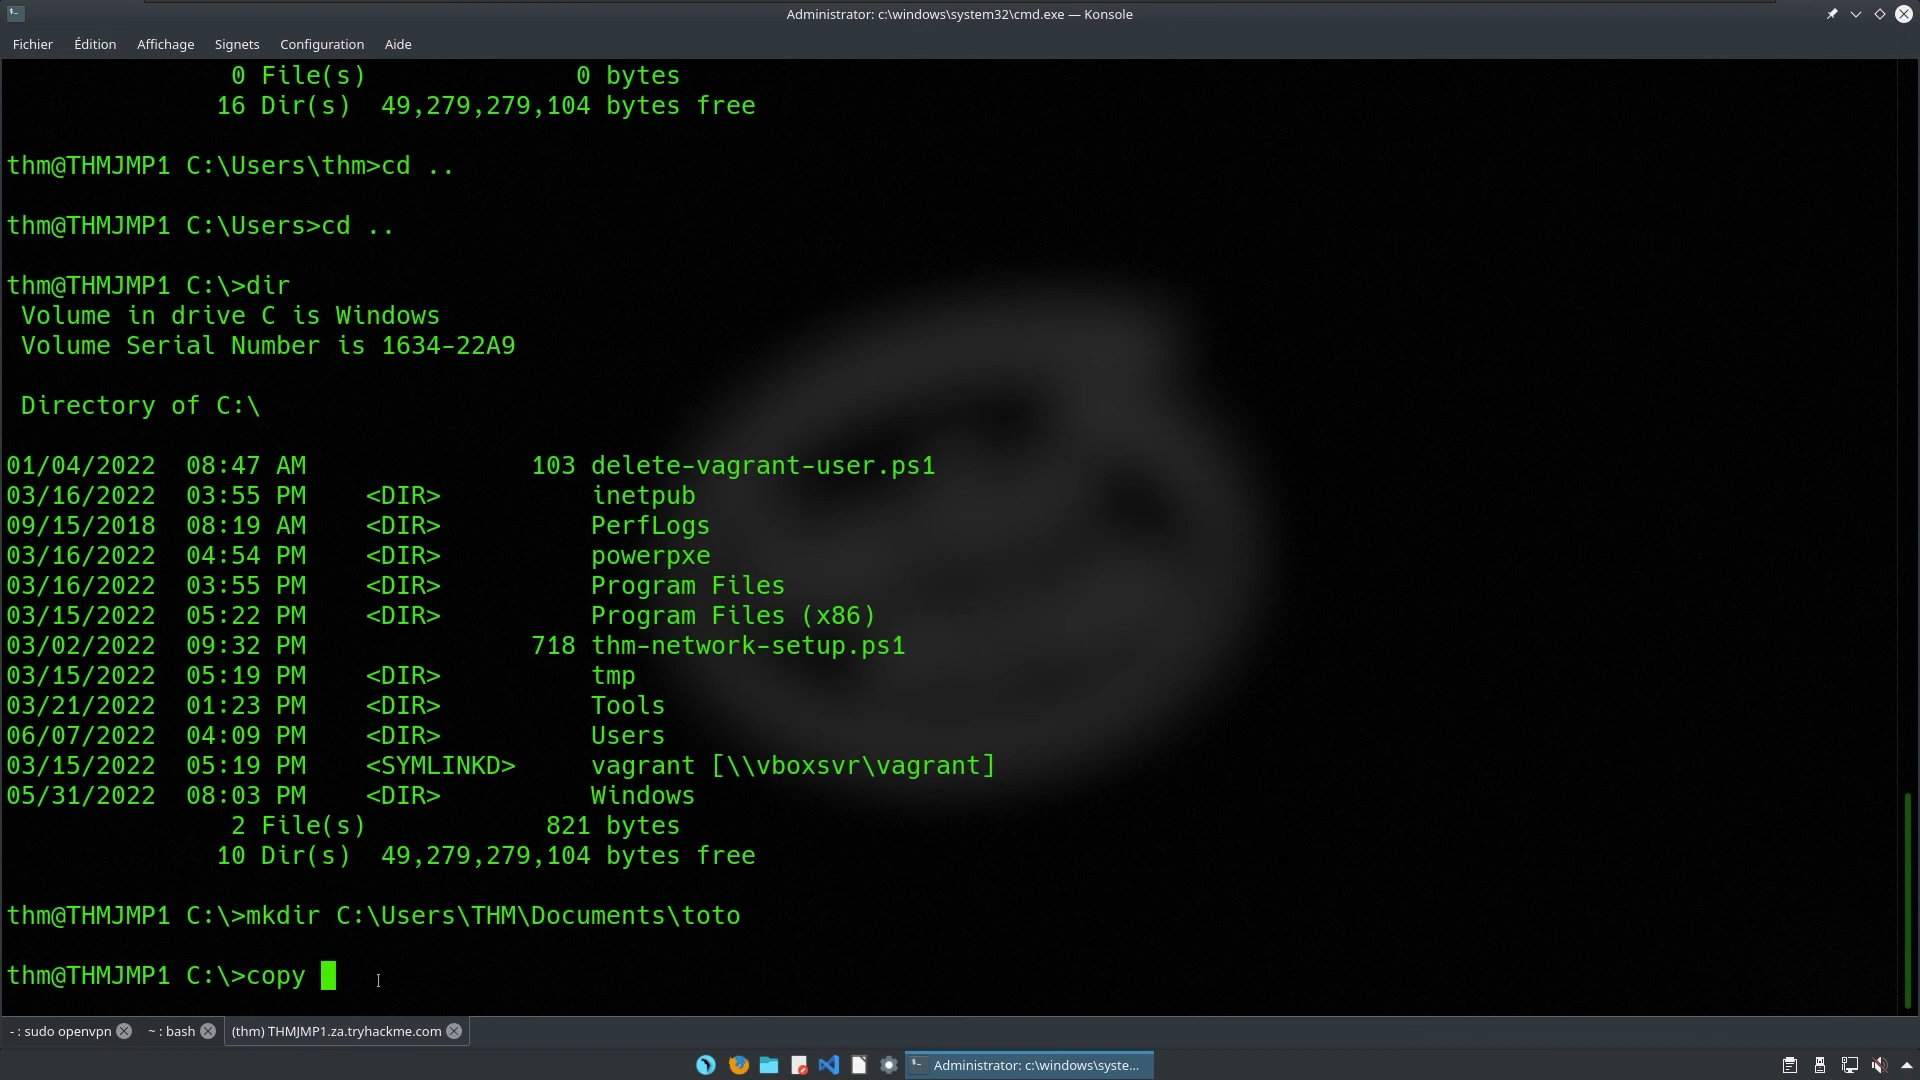 Administrator: c:\windows\system32\cmd.exe — Konsole
Fichier Édition Affichage Signets Configuration Aide
0 File(s) 0 bytes
16 Dir(s) 49,279,279,104 bytes free
thm@THMJMP1 C:\Users\thm>cd ..
thm@THMJMP1 C:\Users>cd ..
thm@THMJMP1 C:\>dir
Volume in drive C is Windows
Volume Serial Number is 1634-22A9
Directory of C:\
01/04/2022 08:47 AM 103 delete-vagrant-user.ps1
03/16/2022 03:55 PM <DIR> inetpub
09/15/2018 08:19 AM <DIR> PerfLogs
03/16/2022 04:54 PM <DIR> powerpxe
03/16/2022 03:55 PM <DIR> Program Files
03/15/2022 05:22 PM <DIR> Program Files (x86)
03/02/2022 09:32 PM 718 thm-network-setup.ps1
03/15/2022 05:19 PM <DIR> tmp
03/21/2022 01:23 PM <DIR> Tools
06/07/2022 04:09 PM <DIR> Users
03/15/2022 05:19 PM <SYMLINKD> vagrant [\\vboxsvr\vagrant]
05/31/2022 08:03 PM <DIR> Windows
2 File(s) 821 bytes
10 Dir(s) 49,279,279,104 bytes free
thm@THMJMP1 C:\>mkdir C:\Users\THM\Documents\toto
thm@THMJMP1 C:\>copy
- : sudo openvpn ~ : bash (thm) THMJMP1.za.tryhackme.com
Administrator: c:\windows\syste...